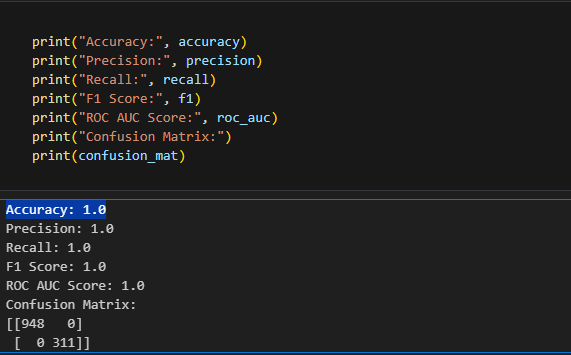 print("Accuracy:", accuracy)
print("Precision:", precision)
print("Recall:", recall)
print("F1 Score:", f1)
print("ROC AUC Score:", roc_auc)
print("Confusion Matrix:")
print(confusion_mat)
Accuracy: 1.0
Precision: 1.0
Recall: 1.0
F1 Score: 1.0
ROC AUC Score: 1.0
Confusion Matrix:
[[948   0]
 [  0 311]]